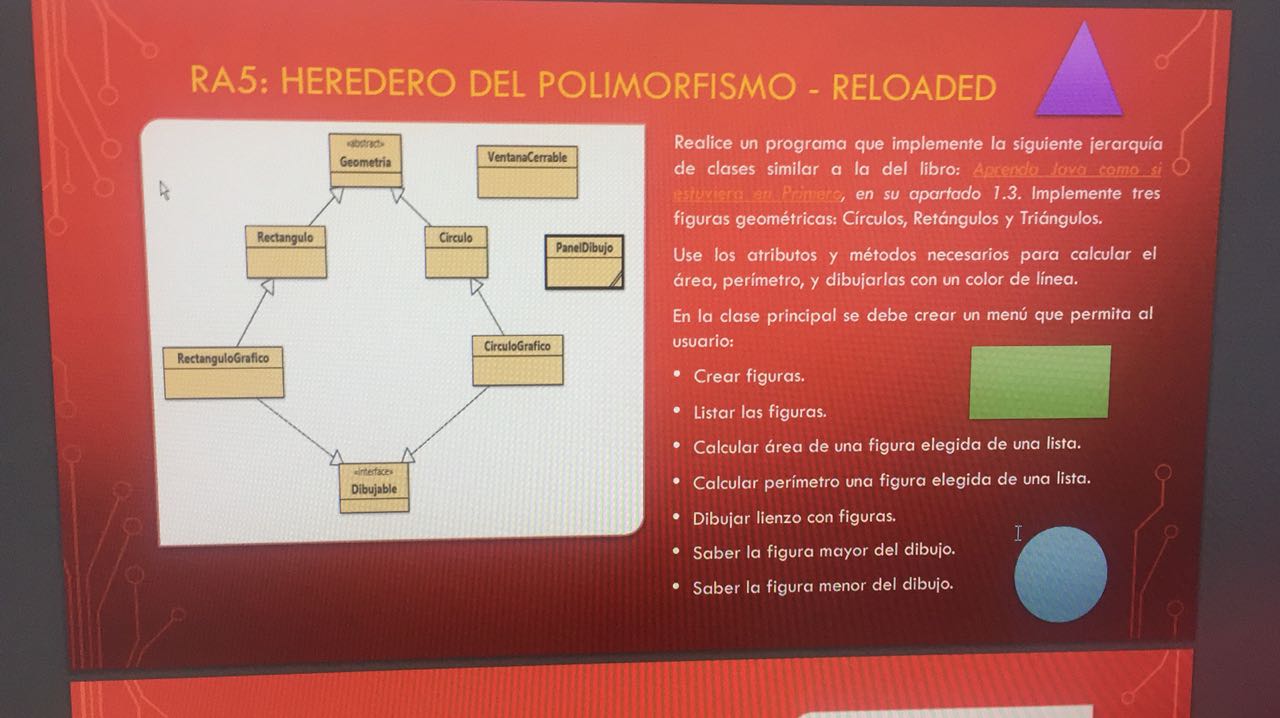 RA5: HEREDERO DEL POLIMORFISMO - RELOADED
«abstract»
Geometria
VentanaCerrable
Rectangulo
Circulo
PanelDibujo
RectanguloGrafico
CirculoGrafico
«interface»
Dibujable
Realice un programa que implemente la siguiente jerarquía
de clases similar a la del libro: Aprenda Java como si
estuviera en Primero, en su apartado 1.3. Implemente tres
figuras geométricas: Círculos, Retángulos y Triángulos.
Use los atributos y métodos necesarios para calcular el
área, perímetro, y dibujarlas con un color de línea.
En la clase principal se debe crear un menú que permita al
usuario:
• Crear figuras.
• Listar las figuras.
• Calcular área de una figura elegida de una lista.
• Calcular perímetro una figura elegida de una lista.
• Dibujar lienzo con figuras.
• Saber la figura mayor del dibujo.
• Saber la figura menor del dibujo.